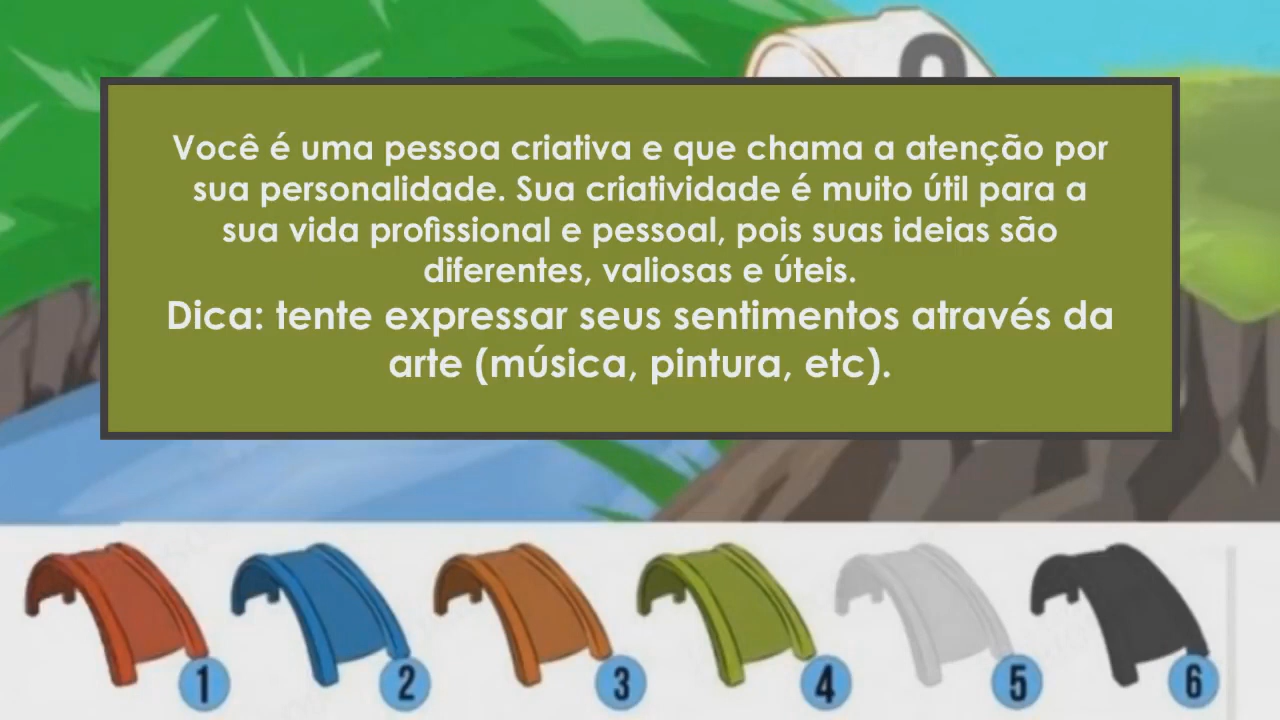 Você é uma pessoa criativa e que chama a atenção por
sua personalidade. Sua criatividade é muito útil para a
sua vida profissional e pessoal, pois suas ideias são
diferentes, valiosas e úteis.
Dica: tente expressar seus sentimentos através da
arte (música, pintura, etc).
1 2 3 4 5 6